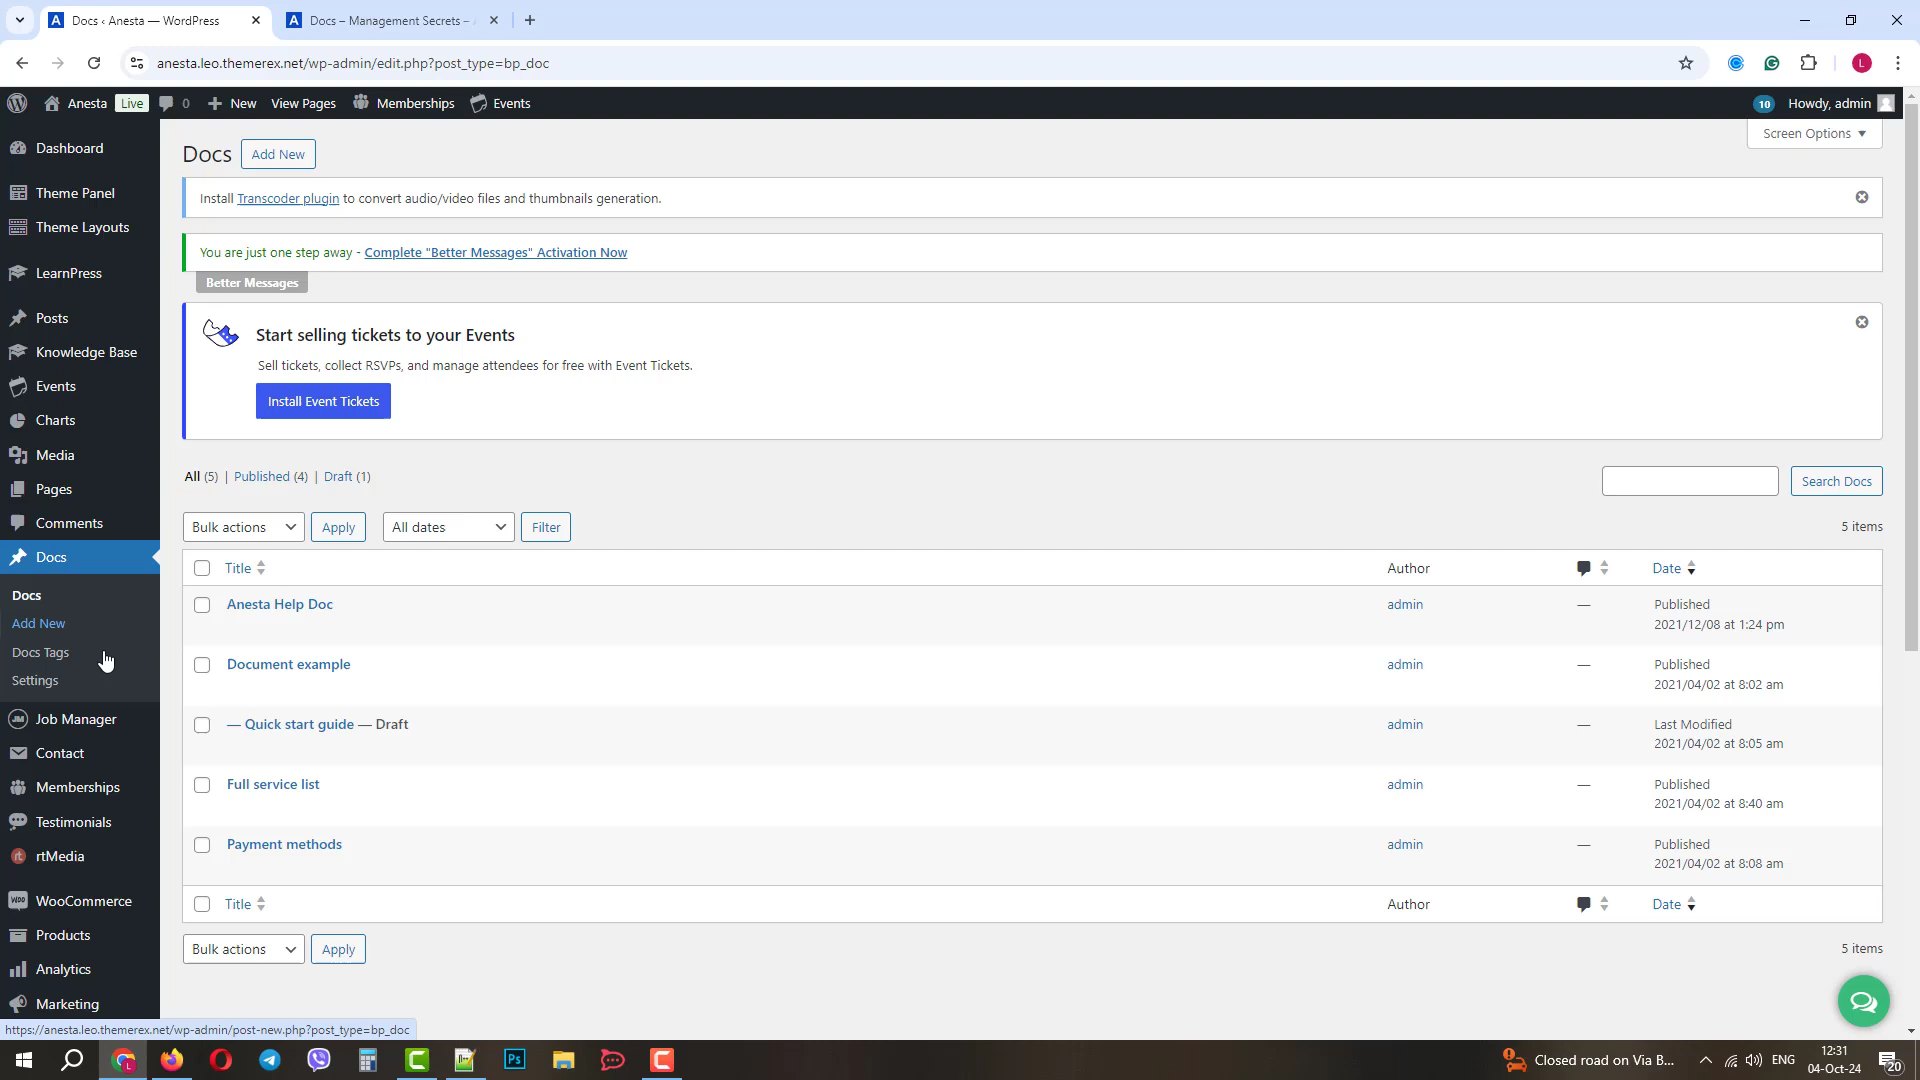 Docs ‹ Anesta — WordPress
Docs – Management Secrets –
anesta.leo.themerex.net/wp-admin/edit.php?post_type=bp_doc
L
Anesta Live 0 New View Pages Memberships Events 10 Howdy, admin
Screen Options
Dashboard
Theme Panel
Theme Layouts
LearnPress
Posts
Knowledge Base
Events
Charts
Media
Pages
Comments
Docs
Docs
Add New
Docs Tags
Settings
Job Manager
Contact
Memberships
Testimonials
rtMedia
WooCommerce
Products
Analytics
Marketing
Docs Add New
Install Transcoder plugin to convert audio/video files and thumbnails generation.
You are just one step away - Complete "Better Messages" Activation Now
Better Messages
Start selling tickets to your Events
Sell tickets, collect RSVPs, and manage attendees for free with Event Tickets.
Install Event Tickets
All (5) | Published (4) | Draft (1)
Search Docs
Bulk actions Apply All dates Filter 5 items
Title Author Date
Anesta Help Doc admin — Published
2021/12/08 at 1:24 pm
Document example admin — Published
2021/04/02 at 8:02 am
— Quick start guide — Draft admin — Last Modified
2021/04/02 at 8:05 am
Full service list admin — Published
2021/04/02 at 8:40 am
Payment methods admin — Published
2021/04/02 at 8:08 am
Title Author Date
Bulk actions Apply 5 items
https://anesta.leo.themerex.net/wp-admin/post-new.php?post_type=bp_doc
Closed road on Via B... ENG 12:31
04-Oct-24
20